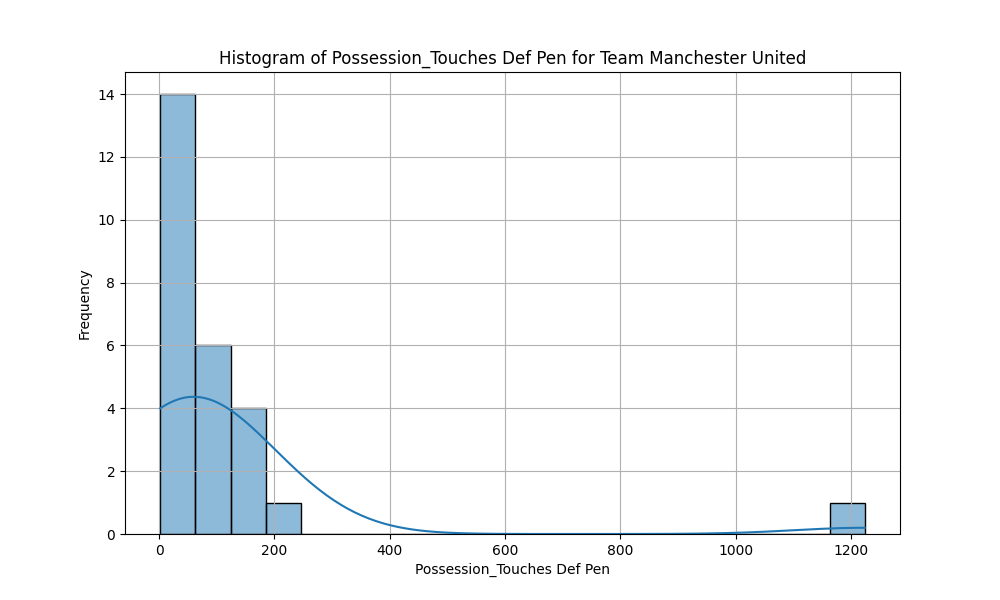 Histogram of Possession_Touches Def Pen for Team Manchester United
14
12
10
8
6
4
2
0
Frequency
0 200 400 600 800 1000 1200
Possession_Touches Def Pen